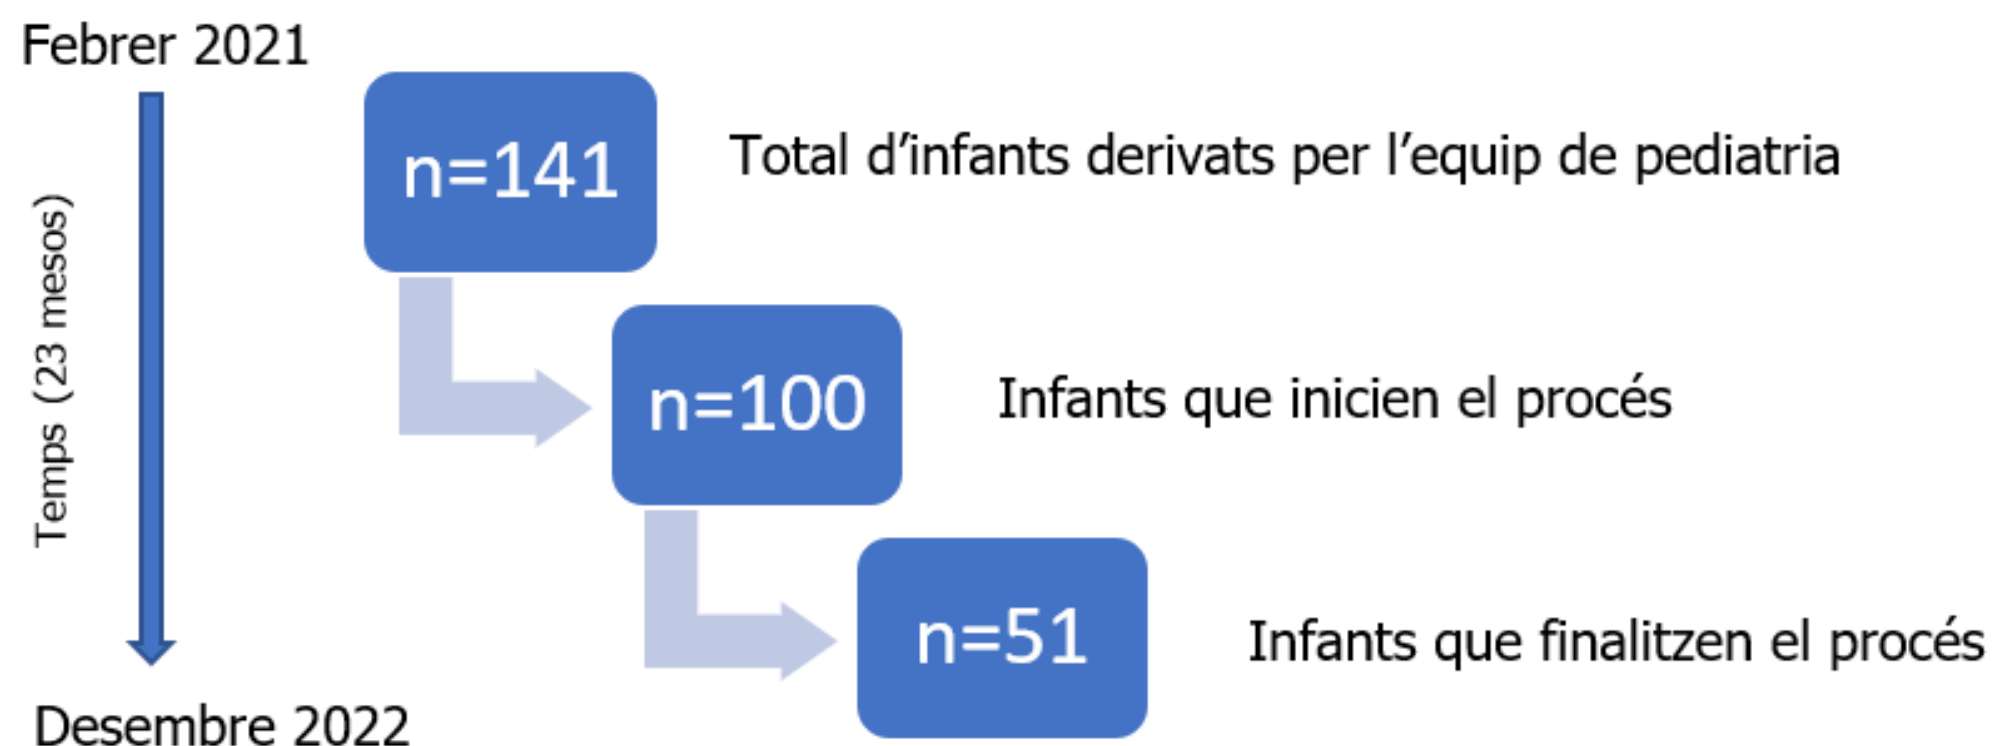 Febrer 2021
n=141
Total d’infants derivats per l’equip de pediatria
Temps (23 mesos)
n=100
Infants que inicien el procés
n=51
Infants que finalitzen el procés
Desembre 2022